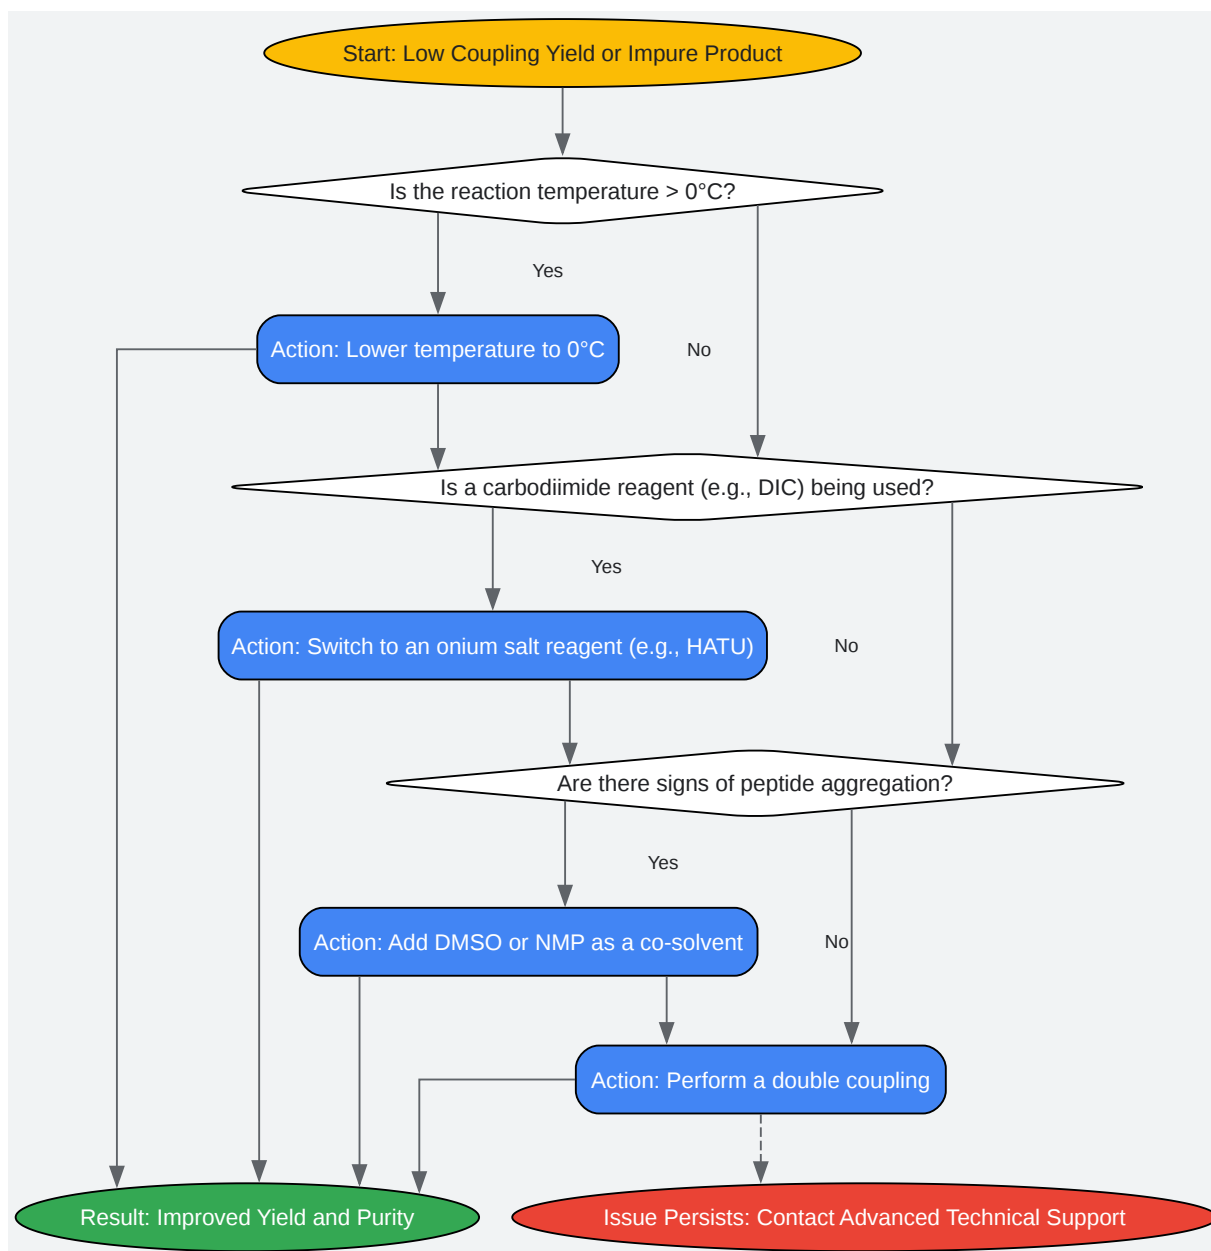 Start: Low Coupling Yield or Impure Product
Is the reaction temperature > 0°C?
Yes
Action: Lower temperature to 0°C
No
Is a carbodiimide reagent (e.g., DIC) being used?
Yes
Action: Switch to an onium salt reagent (e.g., HATU)
No
Are there signs of peptide aggregation?
Yes
Action: Add DMSO or NMP as a co-solvent
No
Action: Perform a double coupling
Result: Improved Yield and Purity
Issue Persists: Contact Advanced Technical Support